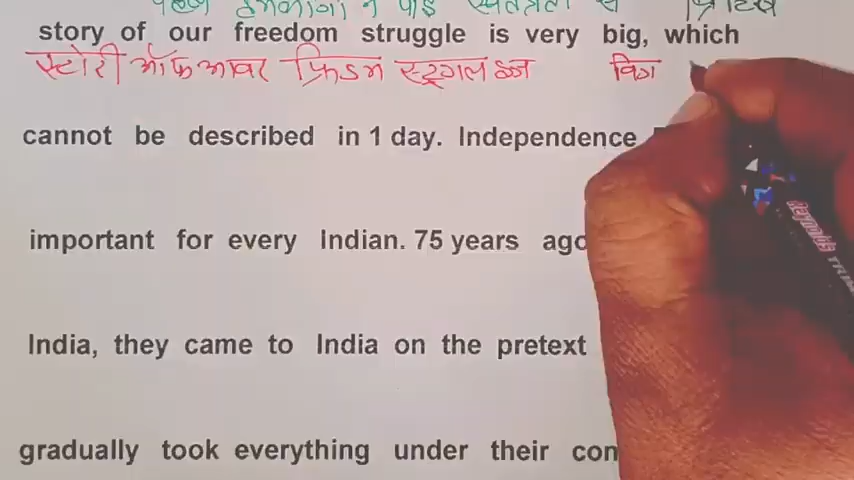 story of our freedom struggle is very big, which
स्टोरी ऑफ आवर फ्रिडम स्ट्रगल इज विग
cannot be described in 1 day. Independence
important for every Indian. 75 years ago
India, they came to India on the pretext
gradually took everything under their con
Reynolds